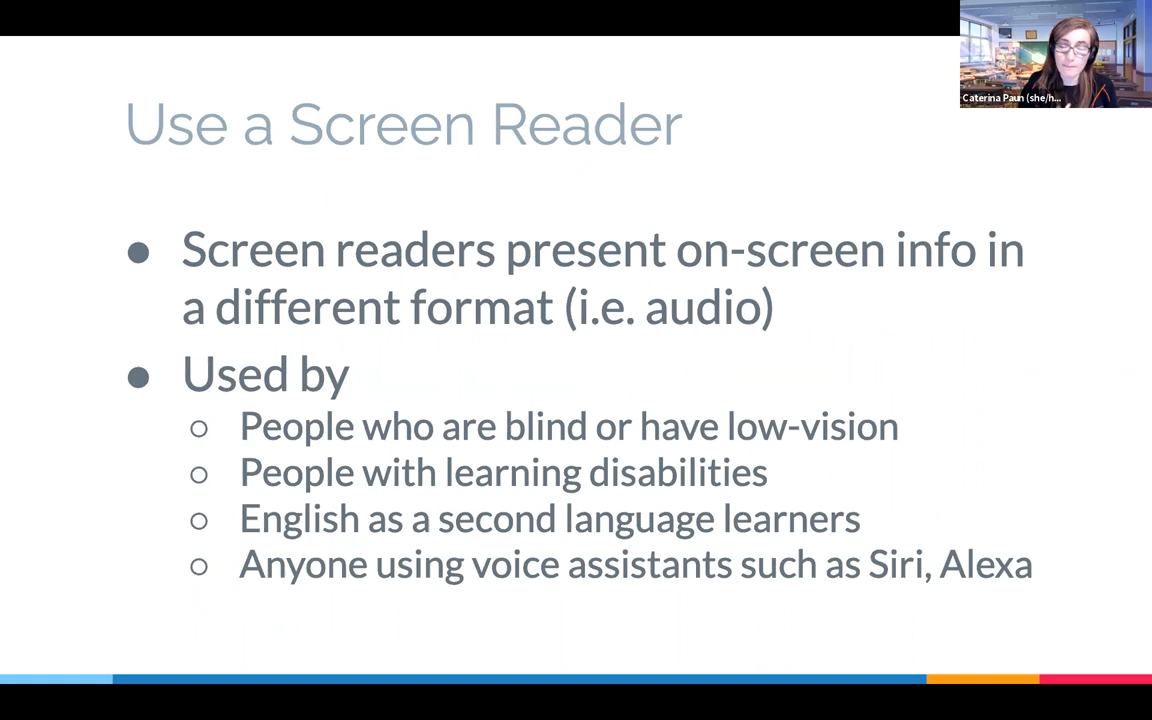 Caterina Paun (she/h...
Use a Screen Reader
● Screen readers present on-screen info in
a different format (i.e. audio)
● Used by
○ People who are blind or have low-vision
○ People with learning disabilities
○ English as a second language learners
○ Anyone using voice assistants such as Siri, Alexa